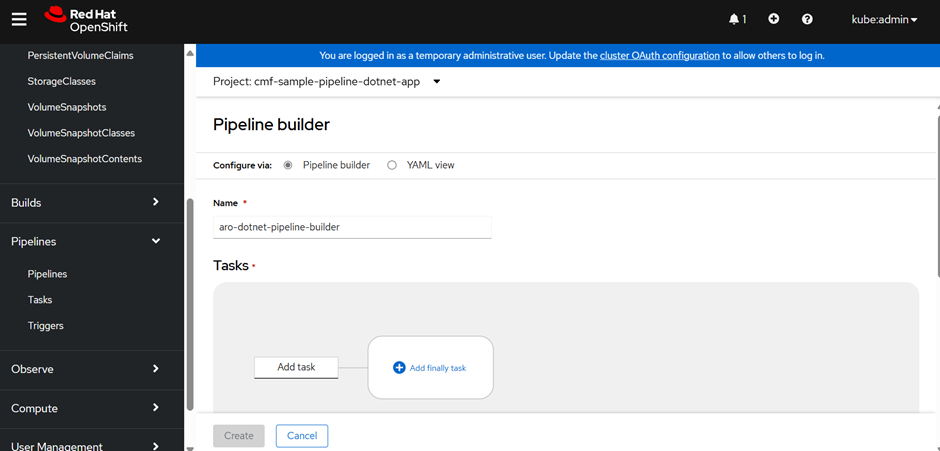 Red Hat
OpenShift
1
kube:admin
PersistentVolumeClaims
StorageClasses
VolumeSnapshots
VolumeSnapshotClasses
VolumeSnapshotContents
Builds
Pipelines
Pipelines
Tasks
Triggers
Observe
Compute
User Management
You are logged in as a temporary administrative user. Update the cluster OAuth configuration to allow others to log in.
Project: cmf-sample-pipeline-dotnet-app
Pipeline builder
Configure via: Pipeline builder YAML view
Name *
aro-dotnet-pipeline-builder
Tasks *
Add task
Add finally task
Create Cancel